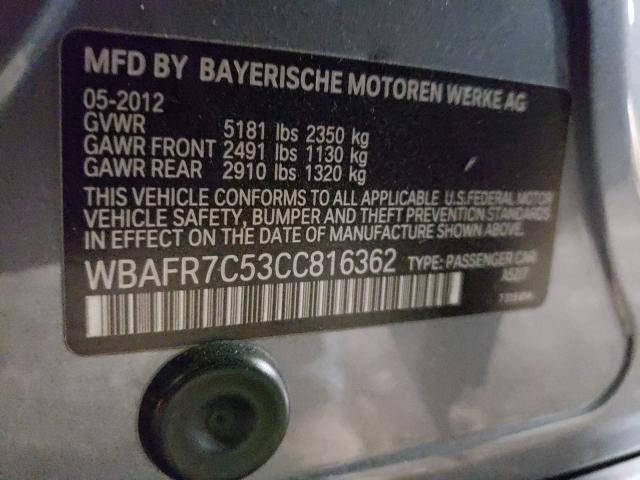 MFD BY BAYERISCHE MOTOREN WERKE AG
05-2012
GVWR 5181 lbs 2350 kg
GAWR FRONT 2491 lbs 1130 kg
GAWR REAR 2910 lbs 1320 kg
THIS VEHICLE CONFORMS TO ALL APPLICABLE U.S.FEDERAL MOTOR
VEHICLE SAFETY, BUMPER AND THEFT PREVENTION STANDARDS
IN EFFECT ON THE DATE OF MANUFACTURE SHOWN ABOVE.
WBAFR7C53CC816362 TYPE: PASSENGER CAR